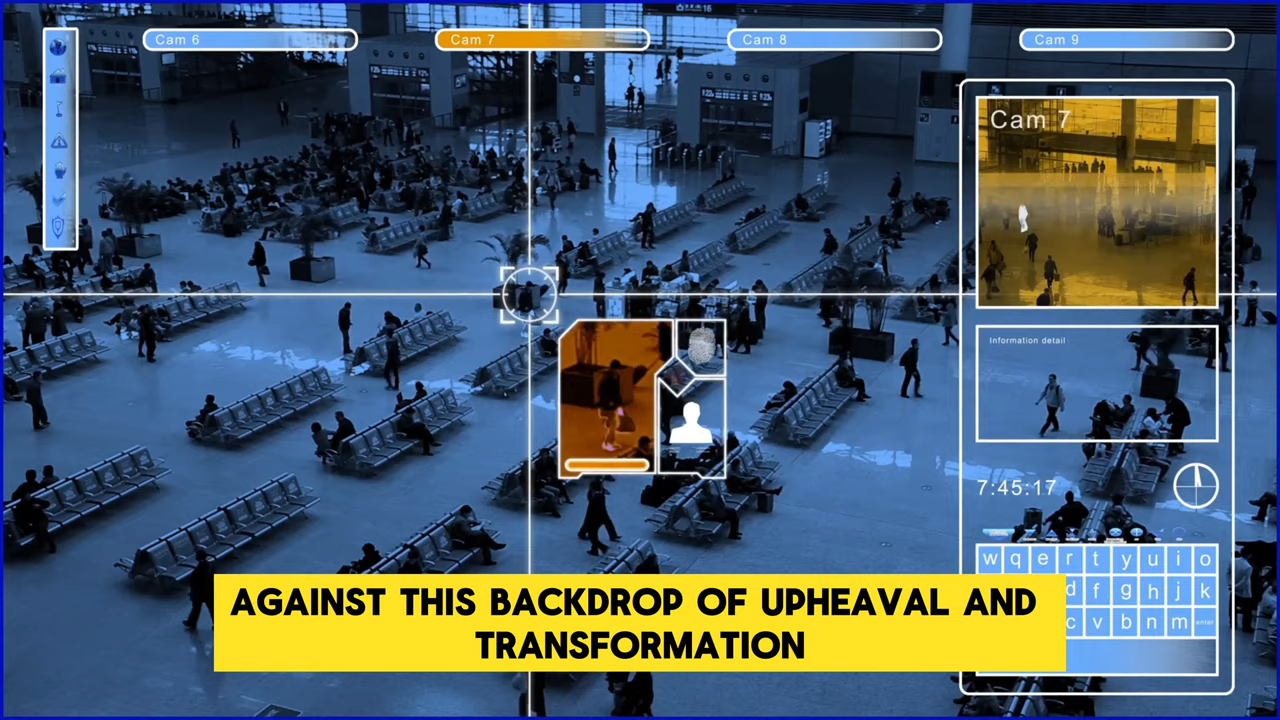 Cam 6
Cam 7
Cam 8
Cam 9
Cam 7
Information detail
7:45:17
w q e r t y u i o
d f g h j k
c v b n m enter
AGAINST THIS BACKDROP OF UPHEAVAL AND
TRANSFORMATION